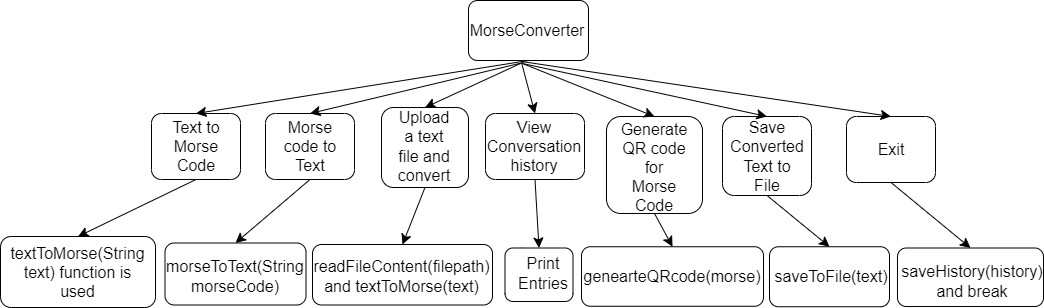 MorseConverter
Text to
Morse
Code
Morse
code to
Text
Upload
a text
file and
convert
View
Conversation
history
Generate
QR code
for
Morse
Code
Save
Converted
Text to
File
Exit
textToMorse(String
text) function is
used
morseToText(String
morseCode)
readFileContent(filepath)
and textToMorse(text)
Print
Entries
genearteQRcode(morse)
saveToFile(text)
saveHistory(history)
and break